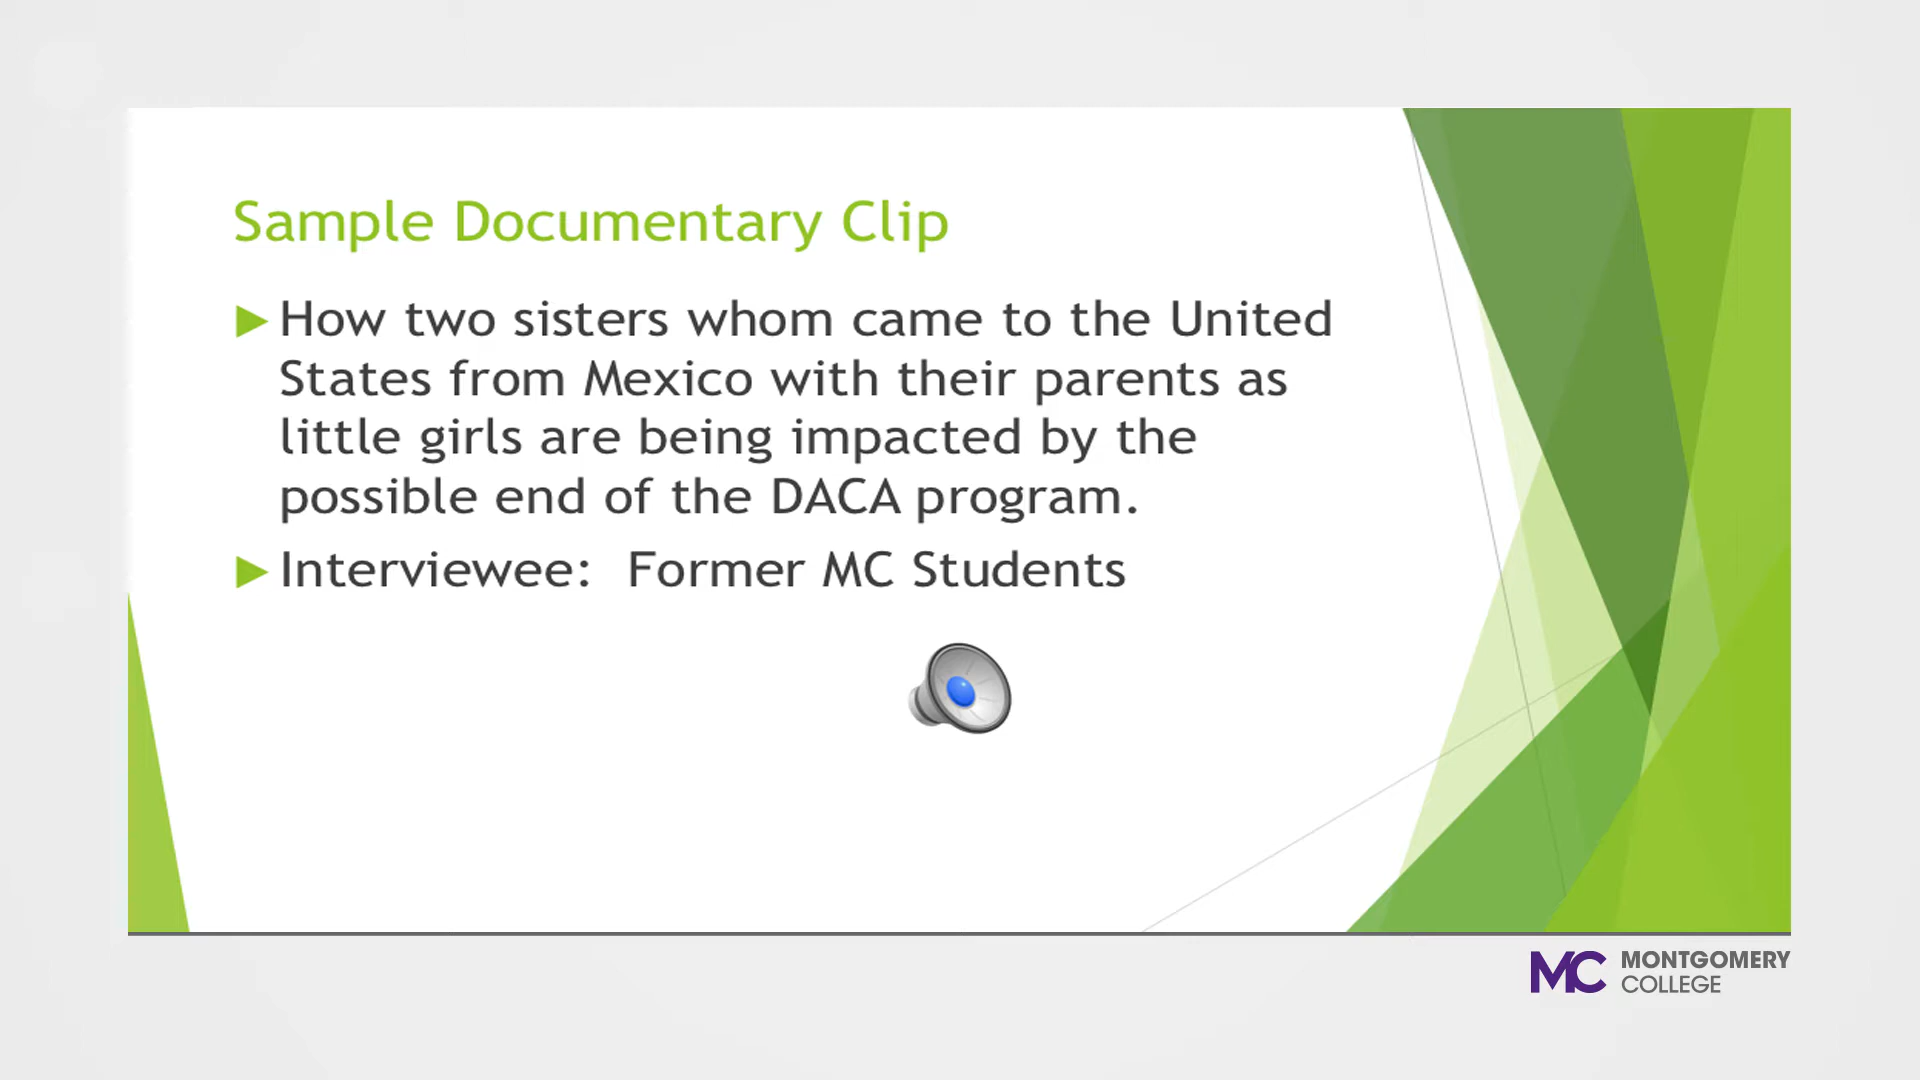 Sample Documentary Clip
How two sisters whom came to the United
States from Mexico with their parents as
little girls are being impacted by the
possible end of the DACA program.
Interviewee: Former MC Students
MC MONTGOMERY
COLLEGE